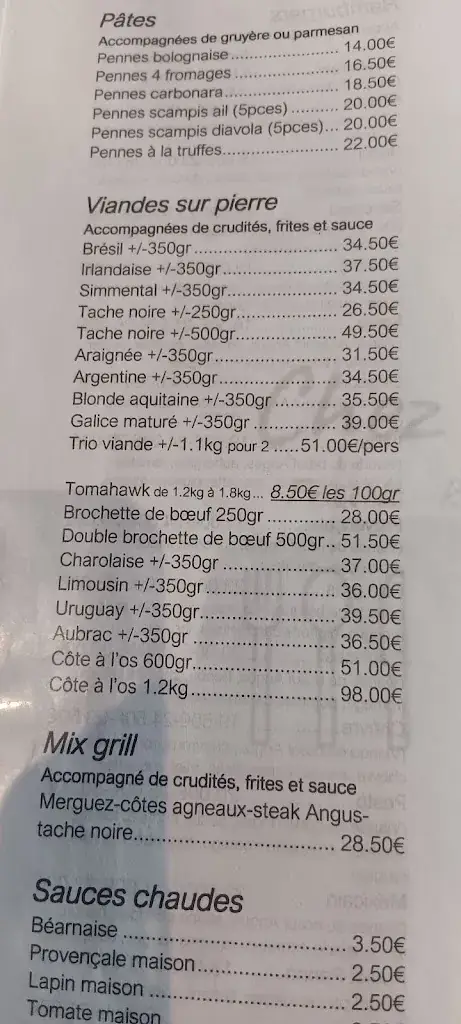 Pâtes
Accompagnées de gruyère ou parmesan
Pennes bolognaise.................. 14.00€
Pennes 4 fromages.................. 16.50€
Pennes carbonara................... 18.50€
Pennes scampis ail (5pces) ......... 20.00€
Pennes scampis diavola (5pces)... 20.00€
Pennes à la truffes.................. 22.00€
Viandes sur pierre
Accompagnées de crudités, frites et sauce
Brésil +/-350gr........................ 34.50€
Irlandaise +/-350gr................... 37.50€
Simmental +/-350gr.................. 34.50€
Tache noire +/-250gr................. 26.50€
Tache noire +/-500gr................. 49.50€
Araignée +/-350gr.................... 31.50€
Argentine +/-350gr................... 34.50€
Blonde aquitaine +/-350gr........... 35.50€
Galice maturé +/-350gr.............. 39.00€
Trio viande +/-1.1kg pour 2 .....51.00€/pers
Tomahawk de 1.2kg à 1.8kg... 8.50€ les 100gr
Brochette de bœuf 250gr............. 28.00€
Double brochette de bœuf 500gr.. 51.50€
Charolaise +/-350gr ................. 37.00€
Limousin +/-350gr.................... 36.00€
Uruguay +/-350gr..................... 39.50€
Aubrac +/-350gr ...................... 36.50€
Côte à l'os 600gr...................... 51.00€
Côte à l'os 1.2kg...................... 98.00€
Mix grill
Accompagné de crudités, frites et sauce
Merguez-côtes agneaux-steak Angus-
tache noire............................... 28.50€
Sauces chaudes
Béarnaise ............................... 3.50€
Provençale maison..................... 2.50€
Lapin maison ........................... 2.50€
Tomate maison